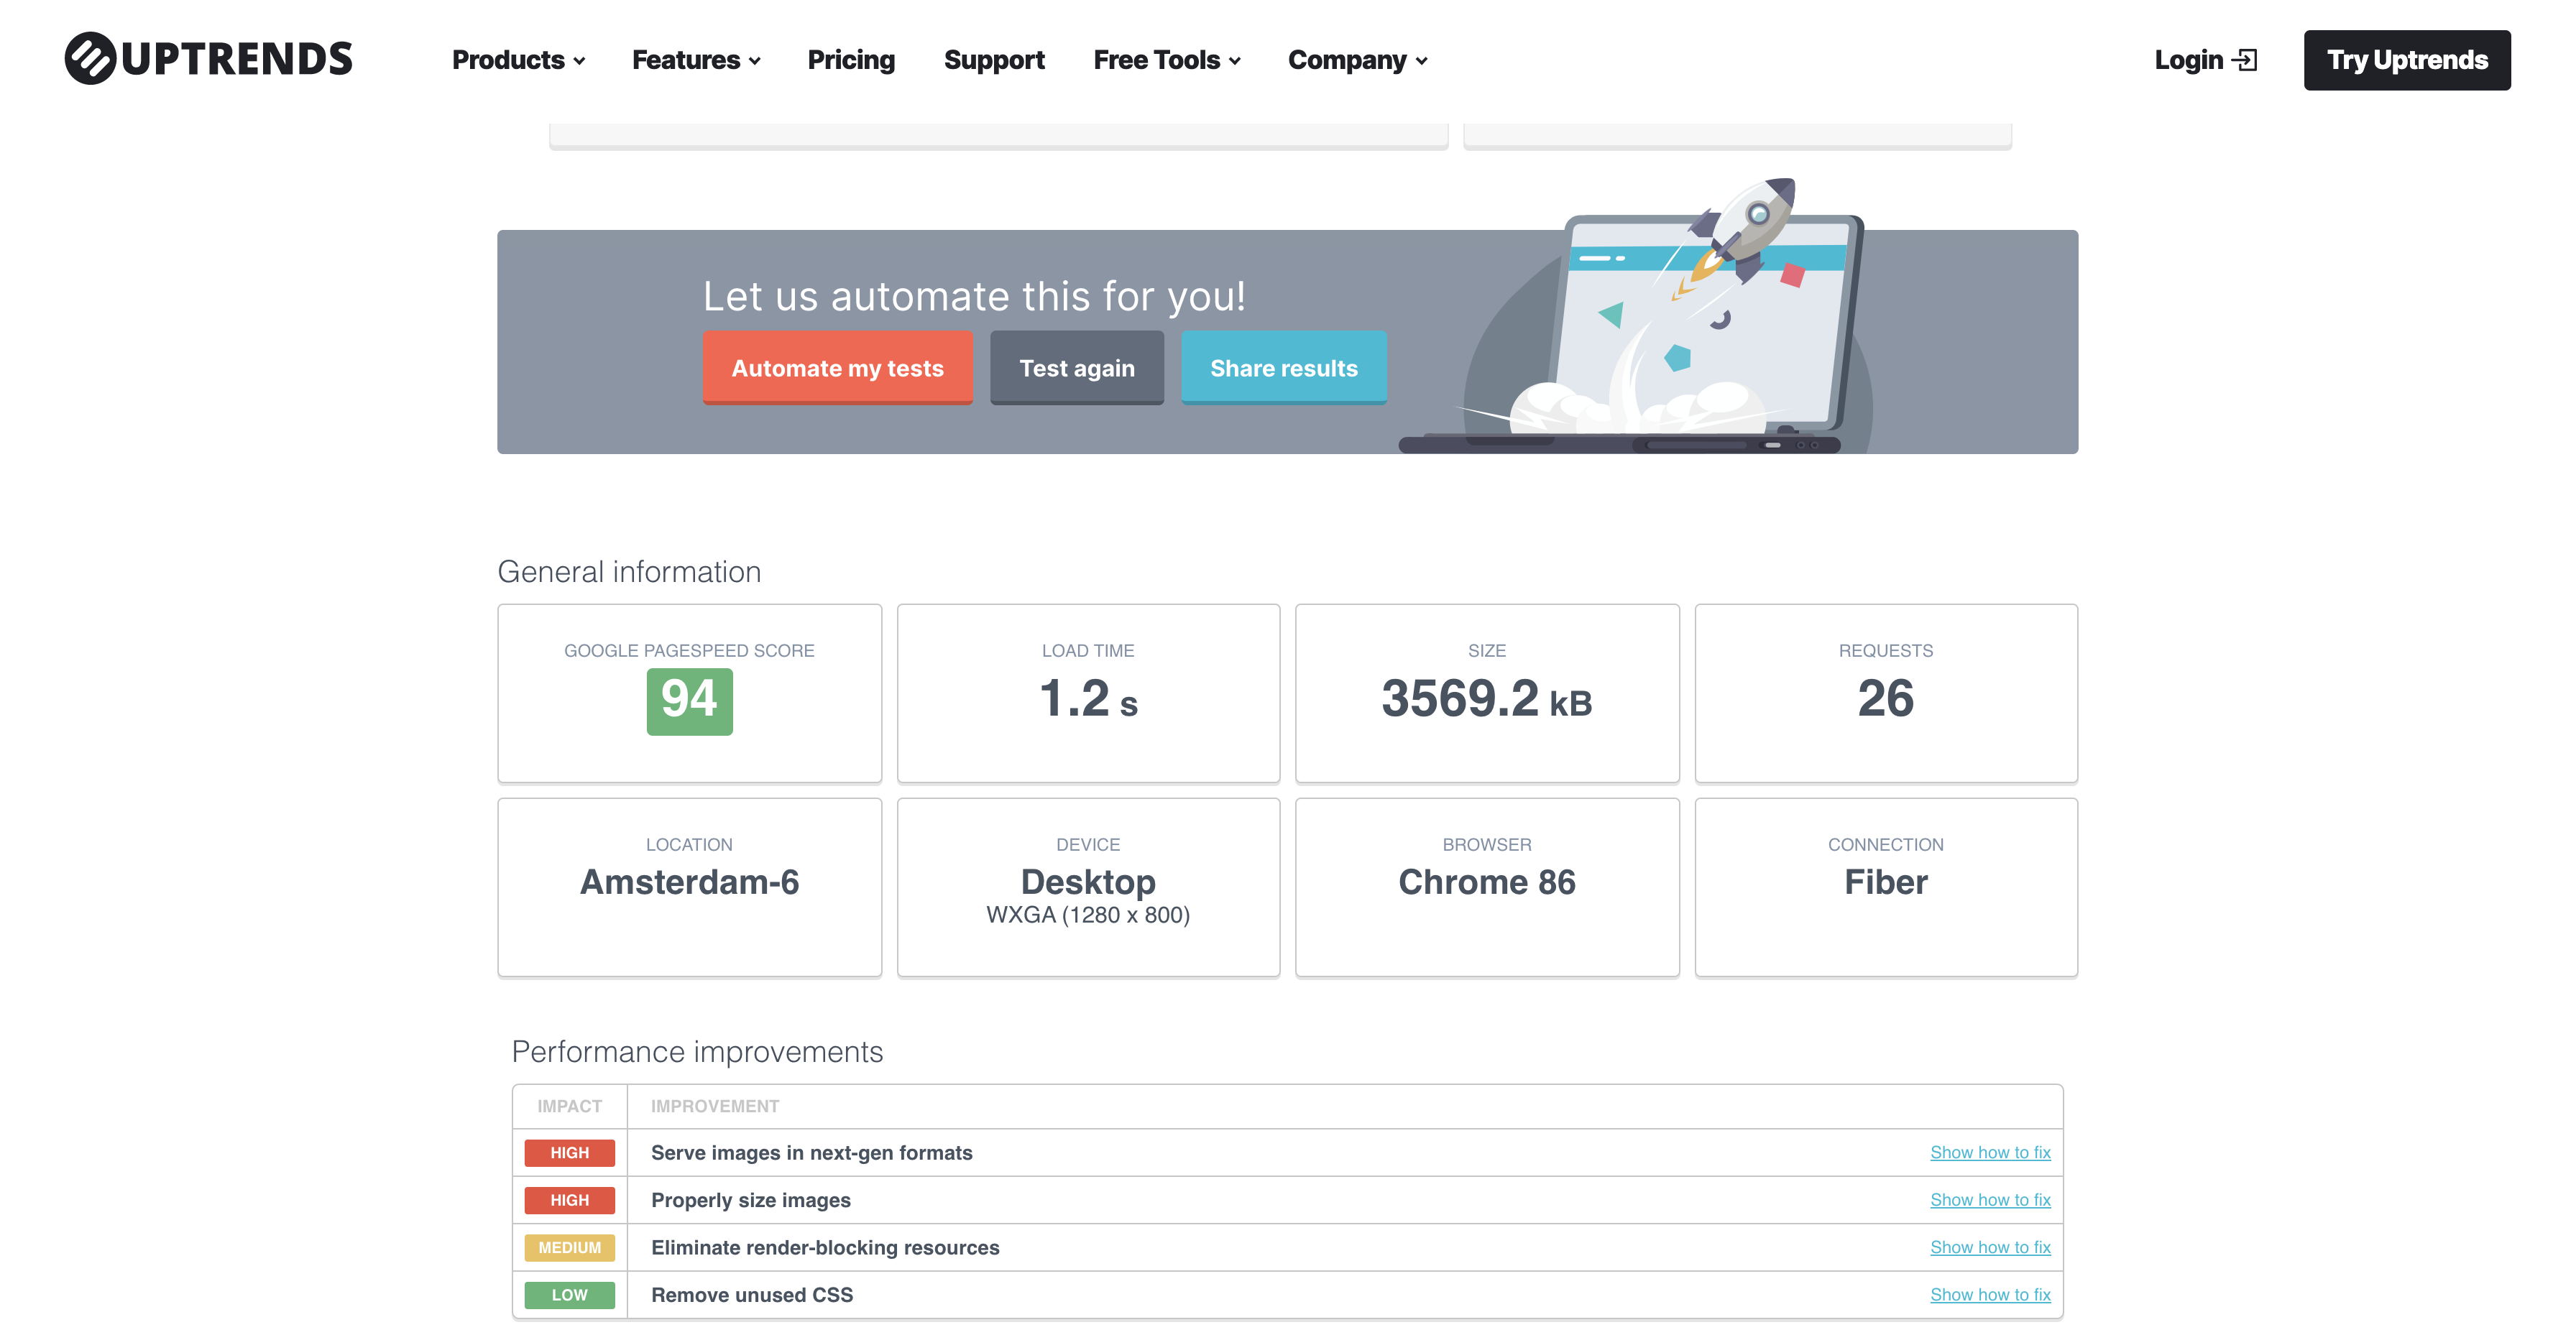 UPTRENDS
Products
Features
Pricing
Support
Free Tools
Company
Login
Try Uptrends
Let us automate this for you!
Automate my tests
Test again
Share results
General information
GOOGLE PAGESPEED SCORE
94
LOAD TIME
1.2 s
SIZE
3569.2 kB
REQUESTS
26
LOCATION
Amsterdam-6
DEVICE
Desktop
WXGA (1280 x 800)
BROWSER
Chrome 86
CONNECTION
Fiber
Performance improvements
IMPACT IMPROVEMENT
HIGH Serve images in next-gen formats Show how to fix
HIGH Properly size images Show how to fix
MEDIUM Eliminate render-blocking resources Show how to fix
LOW Remove unused CSS Show how to fix